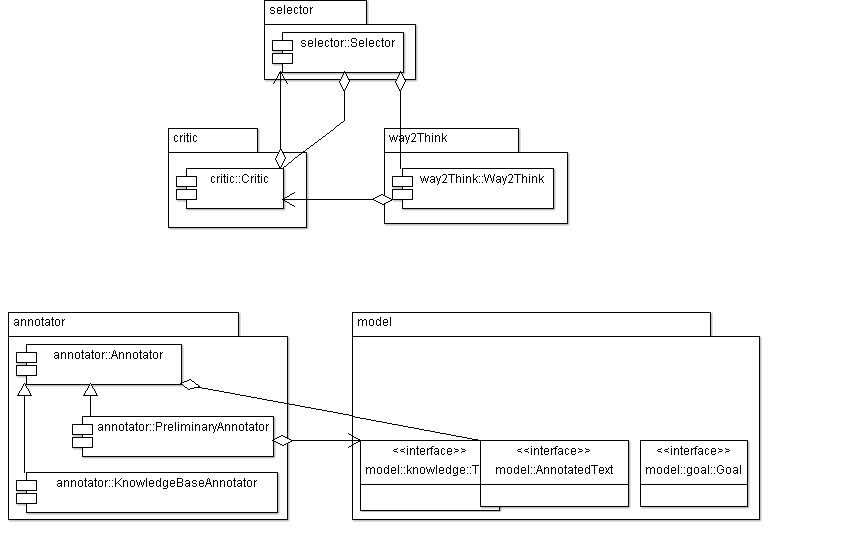 selector
selector::Selector
critic
way2Think
critic::Critic
way2Think::Way2Think
annotator
model
annotator::Annotator
annotator::PreliminaryAnnotator
<<interface>>
model::knowledge::T
<<interface>>
model::AnnotatedText
<<interface>>
model::goal::Goal
annotator::KnowledgeBaseAnnotator